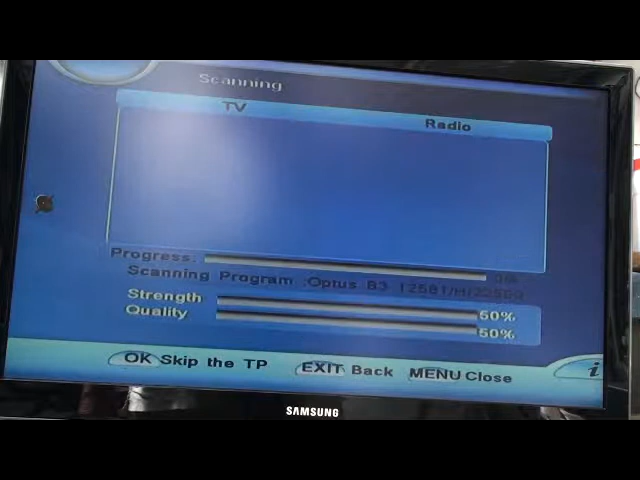 Scanning
TV
Radio
Progress:
Scanning Program :Optus B3 12581/H/22500
Strength
60%
Quality
50%
OK Skip the TP EXIT Back MENU Close
i
SAMSUNG